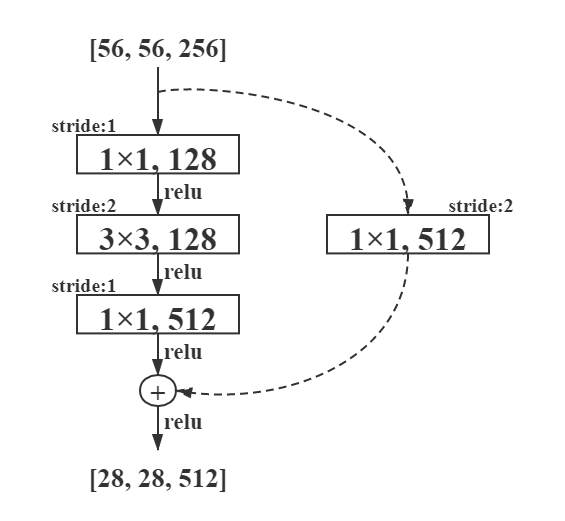 [56, 56, 256]
stride:1
1×1, 128
relu
stride:2
3×3, 128
relu
stride:1
1×1, 512
relu
stride:2
1×1, 512
+
relu
[28, 28, 512]